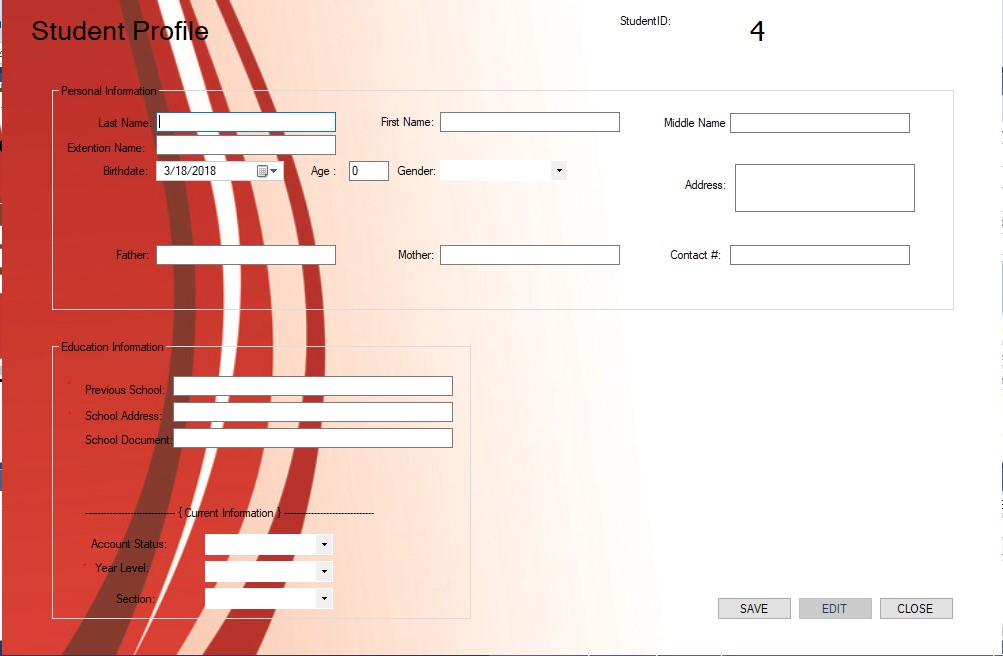 Student Profile
StudentID: 4
Personal Information
Last Name: First Name: Middle Name
Extention Name:
Birthdate: 3/18/2018 Age : 0 Gender:
Address:
Father: Mother: Contact #:
Education Information
Previous School:
School Address:
School Document:
------------------------------ { Current Information } ------------------------------
Account Status:
Year Level:
Section:
SAVE EDIT CLOSE